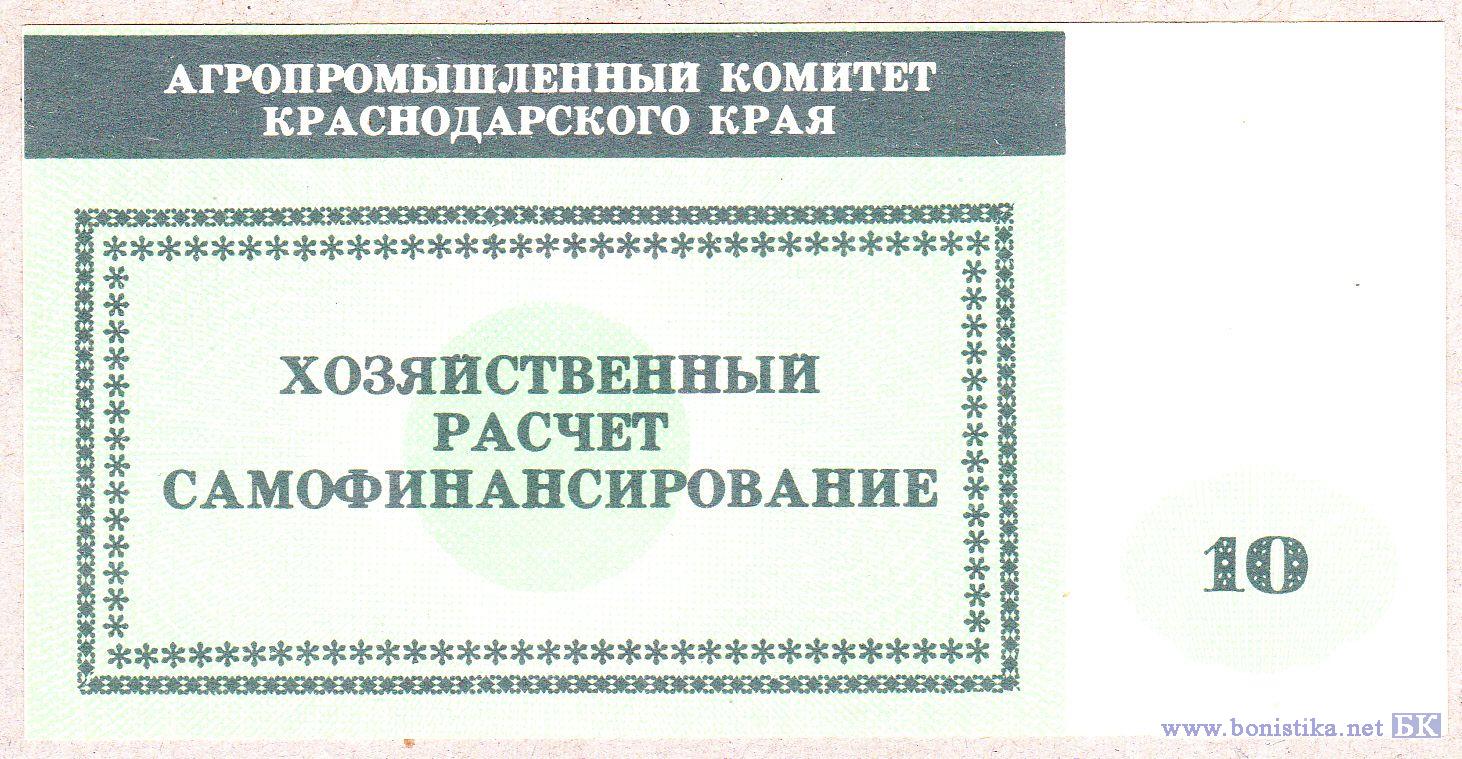 АГРОПРОМЫШЛЕННЫЙ КОМИТЕТ
КРАСНОДАРСКОГО КРАЯ
ХОЗЯЙСТВЕННЫЙ
РАСЧЕТ
САМОФИНАНСИРОВАНИЕ
10
www.bonistika.net БК